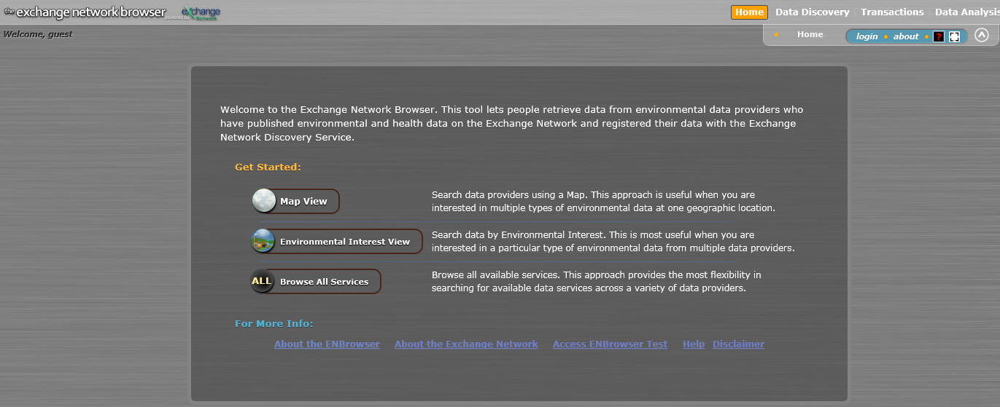 the exchange network browser powered by exchange Network Home Data Discovery Transactions Data Analysis
Welcome, guest Home login about ?
Welcome to the Exchange Network Browser. This tool lets people retrieve data from environmental data providers who
have published environmental and health data on the Exchange Network and registered their data with the Exchange
Network Discovery Service.
Get Started:
Map View
Search data providers using a Map. This approach is useful when you are
interested in multiple types of environmental data at one geographic location.
Environmental Interest View
Search data by Environmental Interest. This is most useful when you are
interested in a particular type of environmental data from multiple data providers.
ALL Browse All Services
Browse all available services. This approach provides the most flexibility in
searching for available data services across a variety of data providers.
For More Info:
About the ENBrowser About the Exchange Network Access ENBrowser Test Help Disclaimer